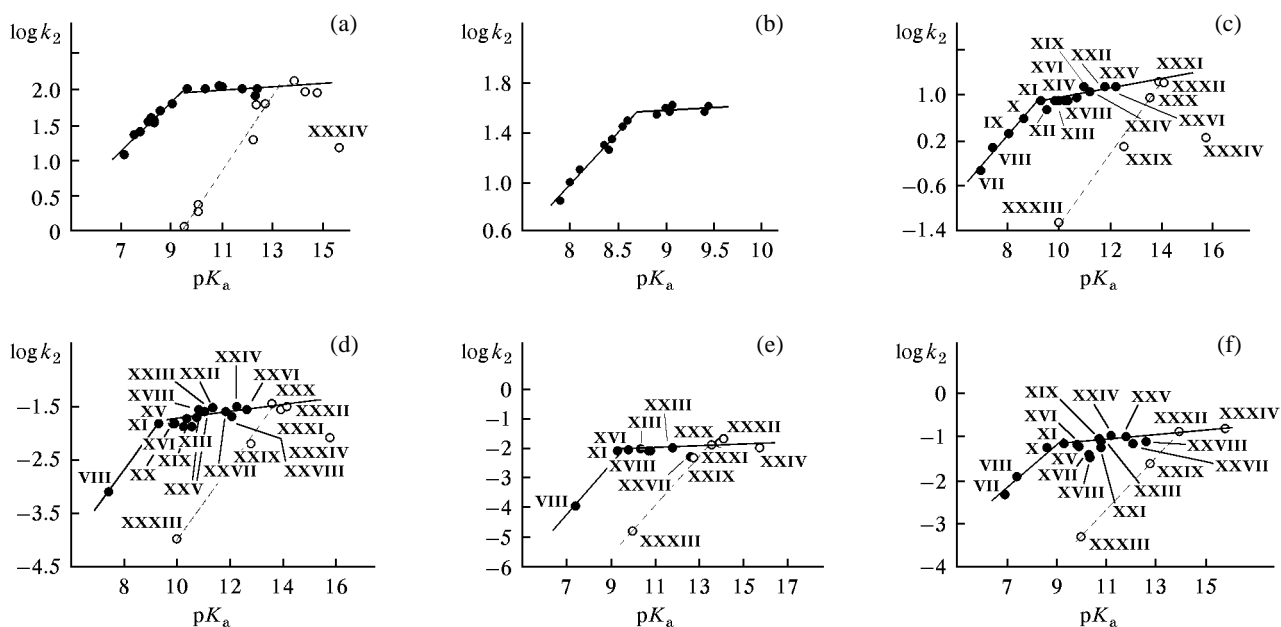 (a)
log k₂
2.0
1.5
1.0
0.5
0
XXXIV
7 9 11 13 15
pKₐ
(b)
log k₂
1.8
1.4
1.0
0.6
8 8.5 9 9.5 10
pKₐ
(c)
log k₂
1.0
0.2
−0.6
−1.4
XIX XXII XXXI
XVI XXV XXXII
XI XIV XXX
X XVIII XXVI
IX XII XIII XXIV
VIII XXIX XXXIV
VII
XXXIII
8 10 12 14 16
pKₐ
(d)
log k₂
−1.5
−2.5
−3.5
−4.5
XXIV
XXIII XXII XXVI
XVIII XXX
XV XXXII
XI XXXI
XVI XIII XXIX XXXIV
XX XIX XXVII XXVIII
VIII XXV
XXXIII
8 10 12 14 16
pKₐ
(e)
log k₂
0
−1
−2
−3
−4
−5
−6
XXIII
XIII XXX XXXII
XVI
XI XXXI XXIV
XVIII XXIX
XXVII
VIII
XXXIII
7 9 11 13 15 17
pKₐ
(f)
log k₂
1
0
−1
−2
−3
−4
XIX XXIV XXV XXXIV
XVI XXXII
XI
X XV XXVIII
VIII XVII XXIX XXVII
VII XVIII XXIII
XXI
XXXIII
7 9 11 13 15
pKₐ